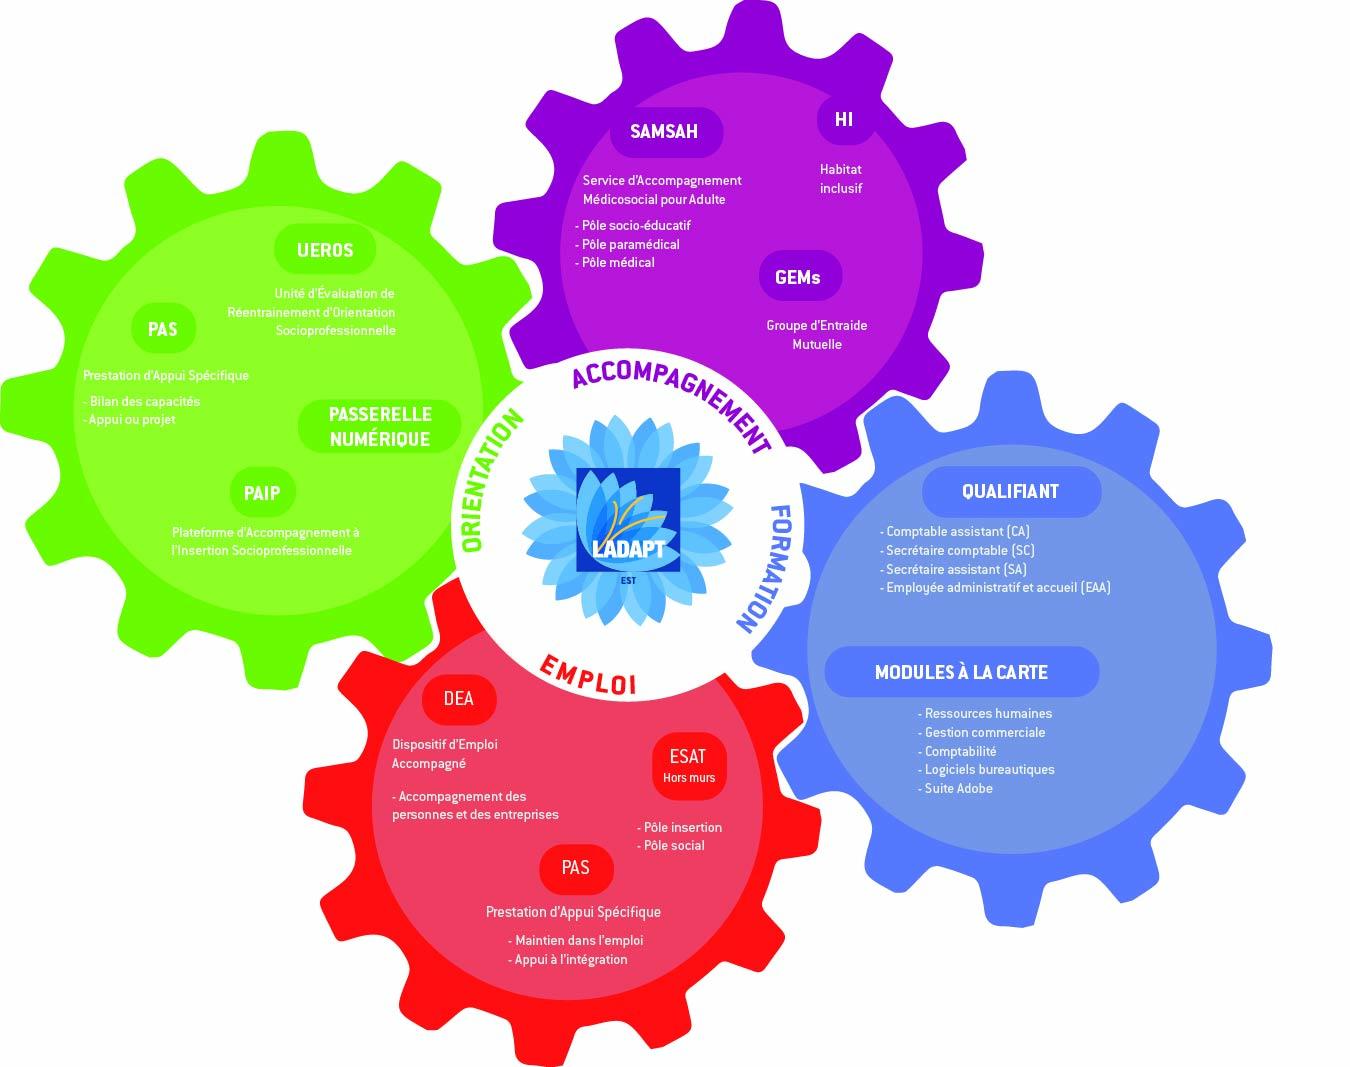 SAMSAH
Service d'Accompagnement
Médicosocial pour Adulte
- Pôle socio-éducatif
- Pôle paramédical
- Pôle médical
HI
Habitat
inclusif
GEMs
Groupe d'Entraide
Mutuelle
UEROS
Unité d'Évaluation de
Réentrainement d'Orientation
Socioprofessionnelle
PAS
Prestation d'Appui Spécifique
- Bilan des capacités
- Appui ou projet
PASSERELLE
NUMÉRIQUE
PAIP
Plateforme d'Accompagnement à
l'Insertion Socioprofessionnelle
ACCOMPAGNEMENT
ORIENTATION
FORMATION
EMPLOI
LADAPT
EST
QUALIFIANT
- Comptable assistant (CA)
- Secrétaire comptable (SC)
- Secrétaire assistant (SA)
- Employée administratif et accueil (EAA)
MODULES À LA CARTE
- Ressources humaines
- Gestion commerciale
- Comptabilité
- Logiciels bureautiques
- Suite Adobe
DEA
Dispositif d'Emploi
Accompagné
- Accompagnement des
personnes et des entreprises
ESAT
Hors murs
- Pôle insertion
- Pôle social
PAS
Prestation d'Appui Spécifique
- Maintien dans l'emploi
- Appui à l'intégration